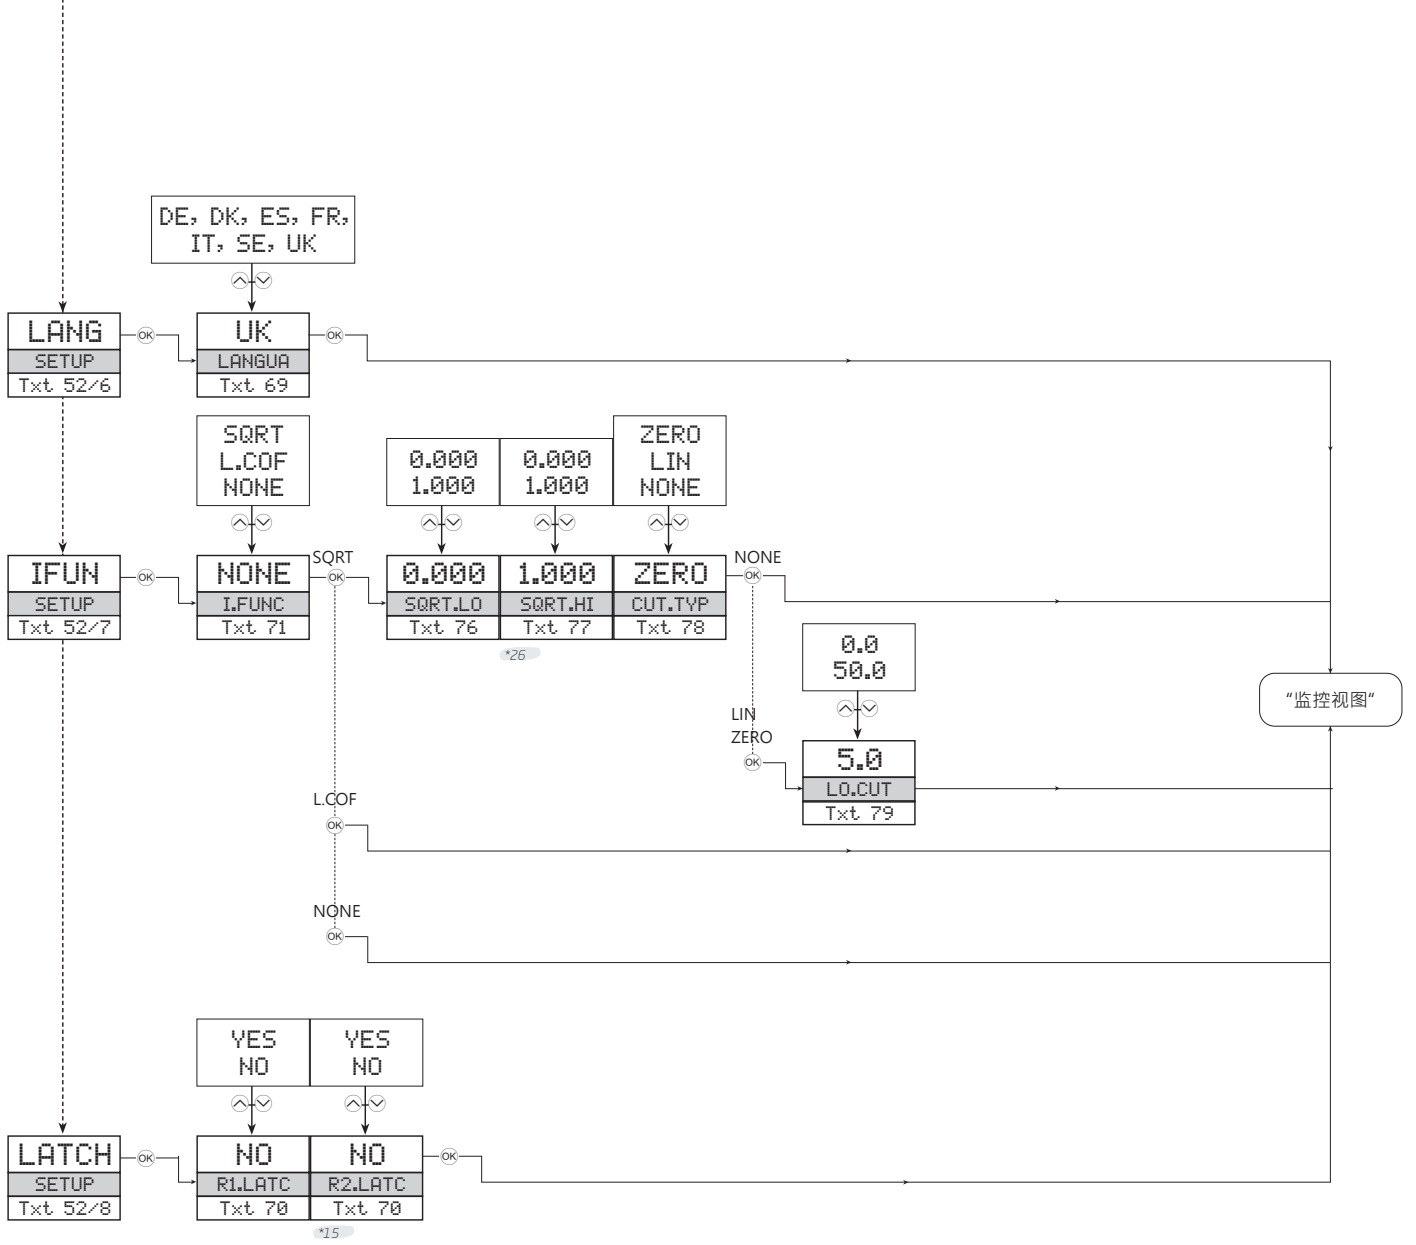 DE, DK, ES, FR,
IT, SE, UK
LANG
SETUP
Txt 52/6
OK
UK
LANGUA
Txt 69
OK
SQRT
L.COF
NONE
0.000
1.000
0.000
1.000
ZERO
LIN
NONE
IFUN
SETUP
Txt 52/7
OK
NONE
I.FUNC
Txt 71
SQRT
OK
0.000
SQRT.LO
Txt 76
1.000
SQRT.HI
Txt 77
ZERO
CUT.TYP
Txt 78
*26
NONE
OK
0.0
50.0
LIN
ZERO
OK
5.0
LO.CUT
Txt 79
"监控视图"
L.COF
OK
NONE
OK
YES
NO
YES
NO
LATCH
SETUP
Txt 52/8
OK
NO
R1.LATC
Txt 70
NO
R2.LATC
Txt 70
OK
*15